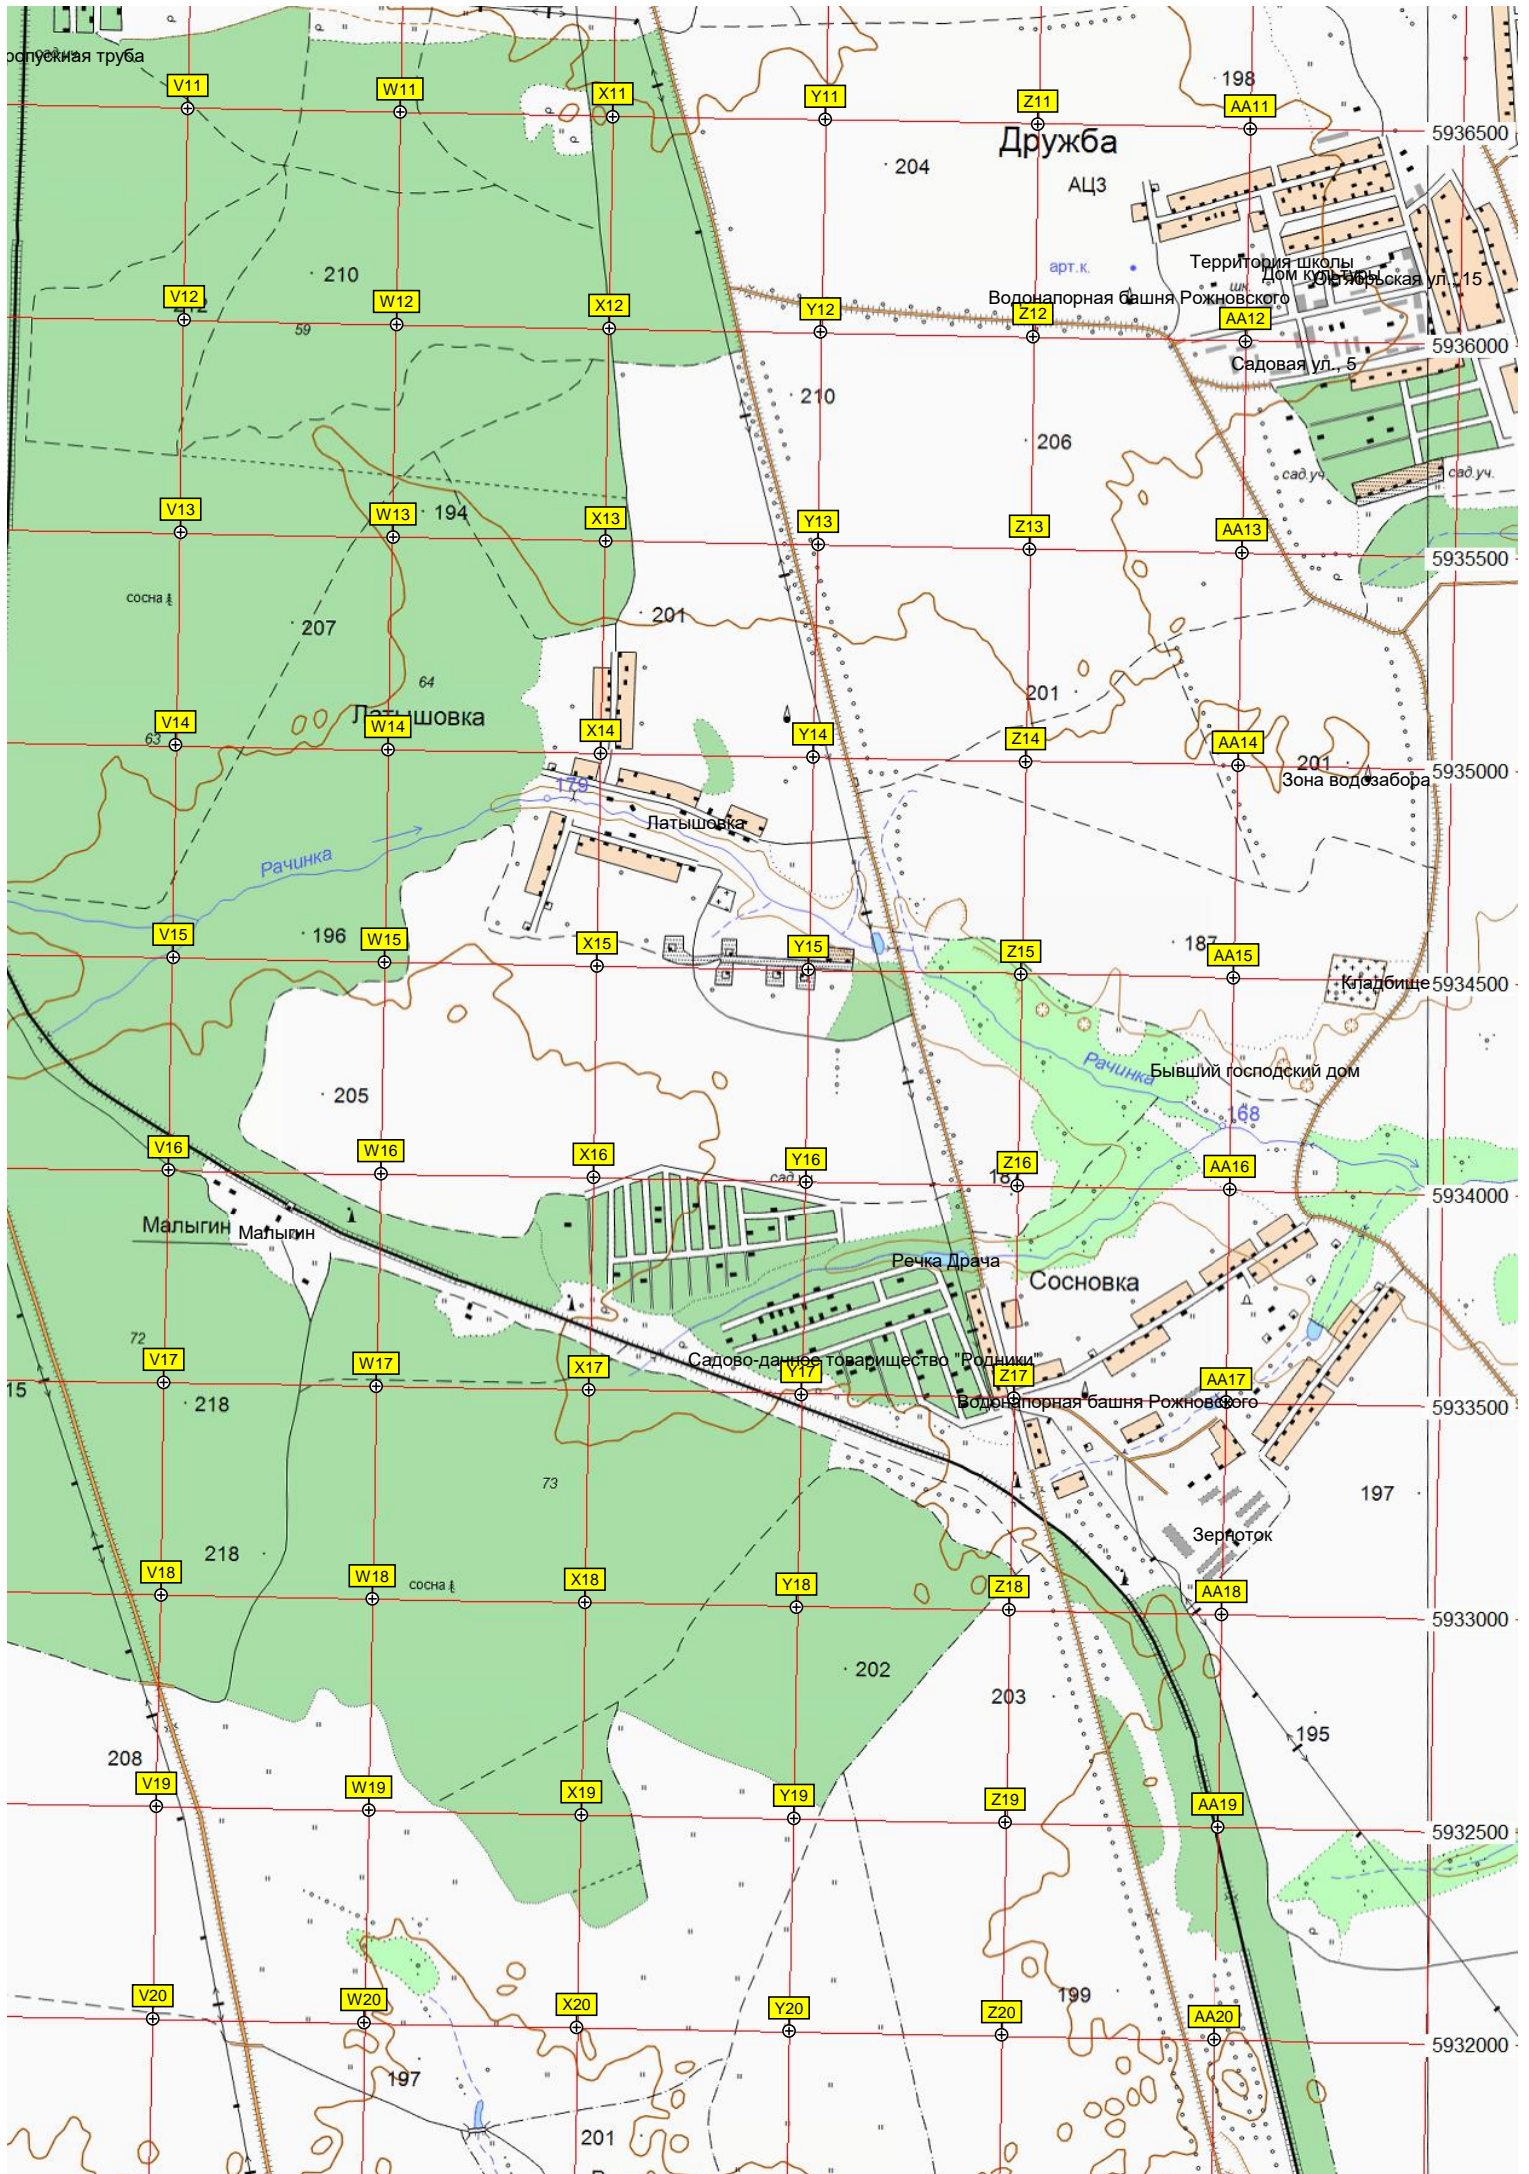 сад.уч.
ропускная труба
V11
W11
X11
Y11
Z11
AA11
198
5936500
Дружба
204
АЦЗ
210
арт.к.
Территория школы
Дом культуры
Октябрьская ул., 15
шк.
Водонапорная башня Рожновского
V12
W12
X12
Y12
Z12
AA12
59
5936000
Садовая ул., 5
210
206
сад.уч.
сад.уч.
V13
W13
194
X13
Y13
Z13
AA13
5935500
сосна
207
201
64
201
Латышовка
V14
W14
X14
Y14
Z14
AA14
63
201
5935000
Зона водозабора
179
Латышовка
Рачинка
V15
196
W15
X15
Y15
Z15
187
AA15
Кладбище
5934500
Рачинка
Бывший господский дом
205
168
V16
W16
X16
Y16
Z16
AA16
сад
18
5934000
Малыгин
Малыгин
Речка Драча
Сосновка
72
V17
W17
X17
Садово-дачное товарищество "Родники"
Y17
Z17
AA17
15
218
Водонапорная башня Рожновского
5933500
73
197
Зерноток
218
V18
W18
сосна
X18
Y18
Z18
AA18
5933000
202
203
195
208
V19
W19
X19
Y19
Z19
AA19
5932500
199
V20
W20
X20
Y20
Z20
AA20
5932000
197
201